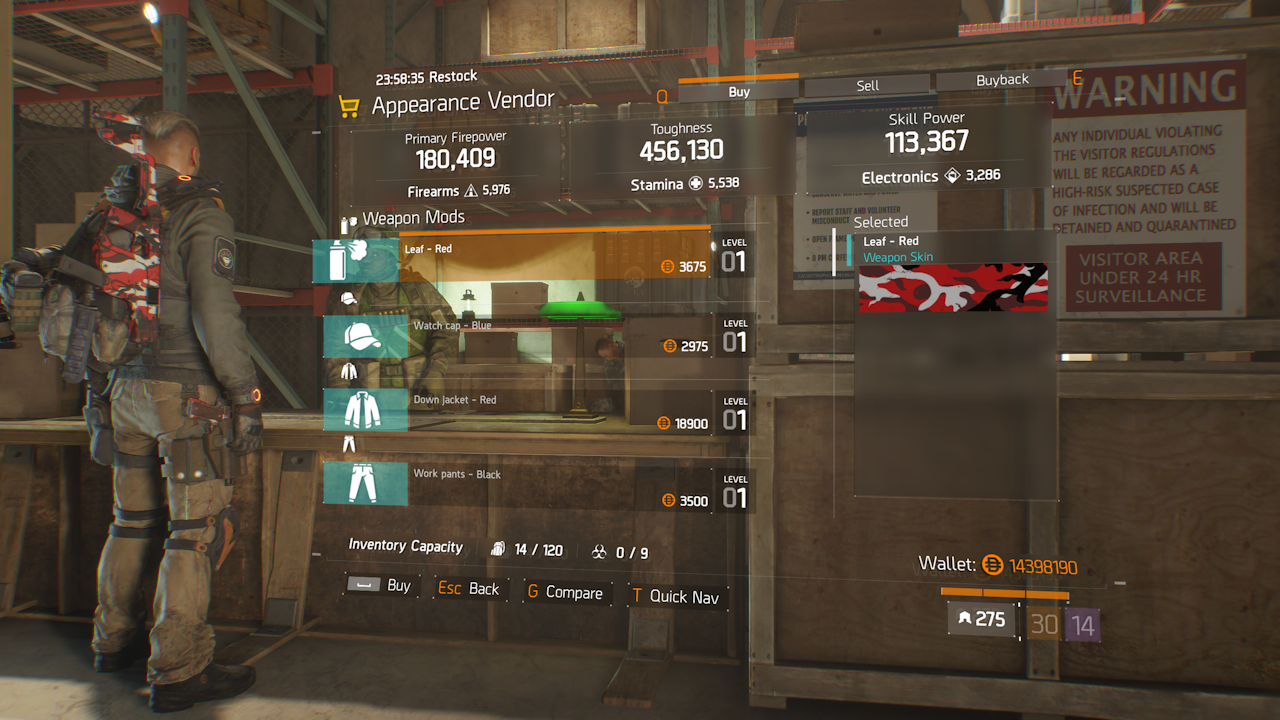 23:58:35 Restock
Appearance Vendor
Q
Buy
Sell
Buyback
E
Primary Firepower
180,409
Firearms 5,976
Toughness
456,130
Stamina 5,538
Skill Power
113,367
Electronics 3,286
Weapon Mods
Leaf - Red
3675
LEVEL
01
Watch cap - Blue
2975
LEVEL
01
Down jacket - Red
18900
LEVEL
01
Work pants - Black
3500
LEVEL
01
Selected
Leaf - Red
Weapon Skin
Inventory Capacity 14 / 120 0 / 9
Buy Esc Back G Compare T Quick Nav
Wallet: 14398190
275 30 14
WARNING
ANY INDIVIDUAL VIOLATING
THE VISITOR REGULATIONS
WILL BE REGARDED AS A
HIGH-RISK SUSPECTED CASE
OF INFECTION AND WILL BE
DETAINED AND QUARANTINED
VISITOR AREA
UNDER 24 HR
SURVEILLANCE
REPORT STAFF AND VOLUNTEER
MISCONDUCT